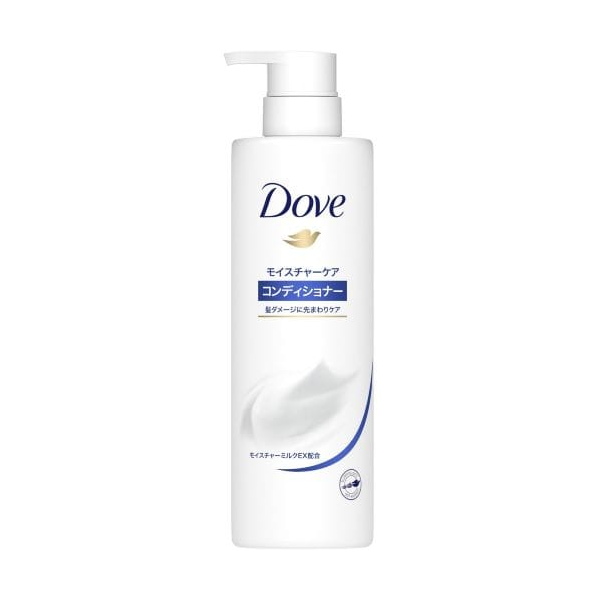 Dove
モイスチャーケア
コンディショナー
髪ダメージに先まわりケア
モイスチャーミルクEX配合